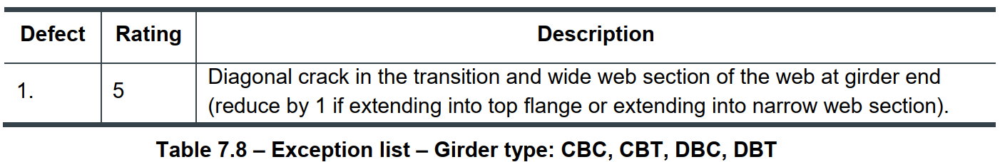 Defect Rating Description
1. 5 Diagonal crack in the transition and wide web section of the web at girder end
(reduce by 1 if extending into top flange or extending into narrow web section).
Table 7.8 – Exception list – Girder type: CBC, CBT, DBC, DBT